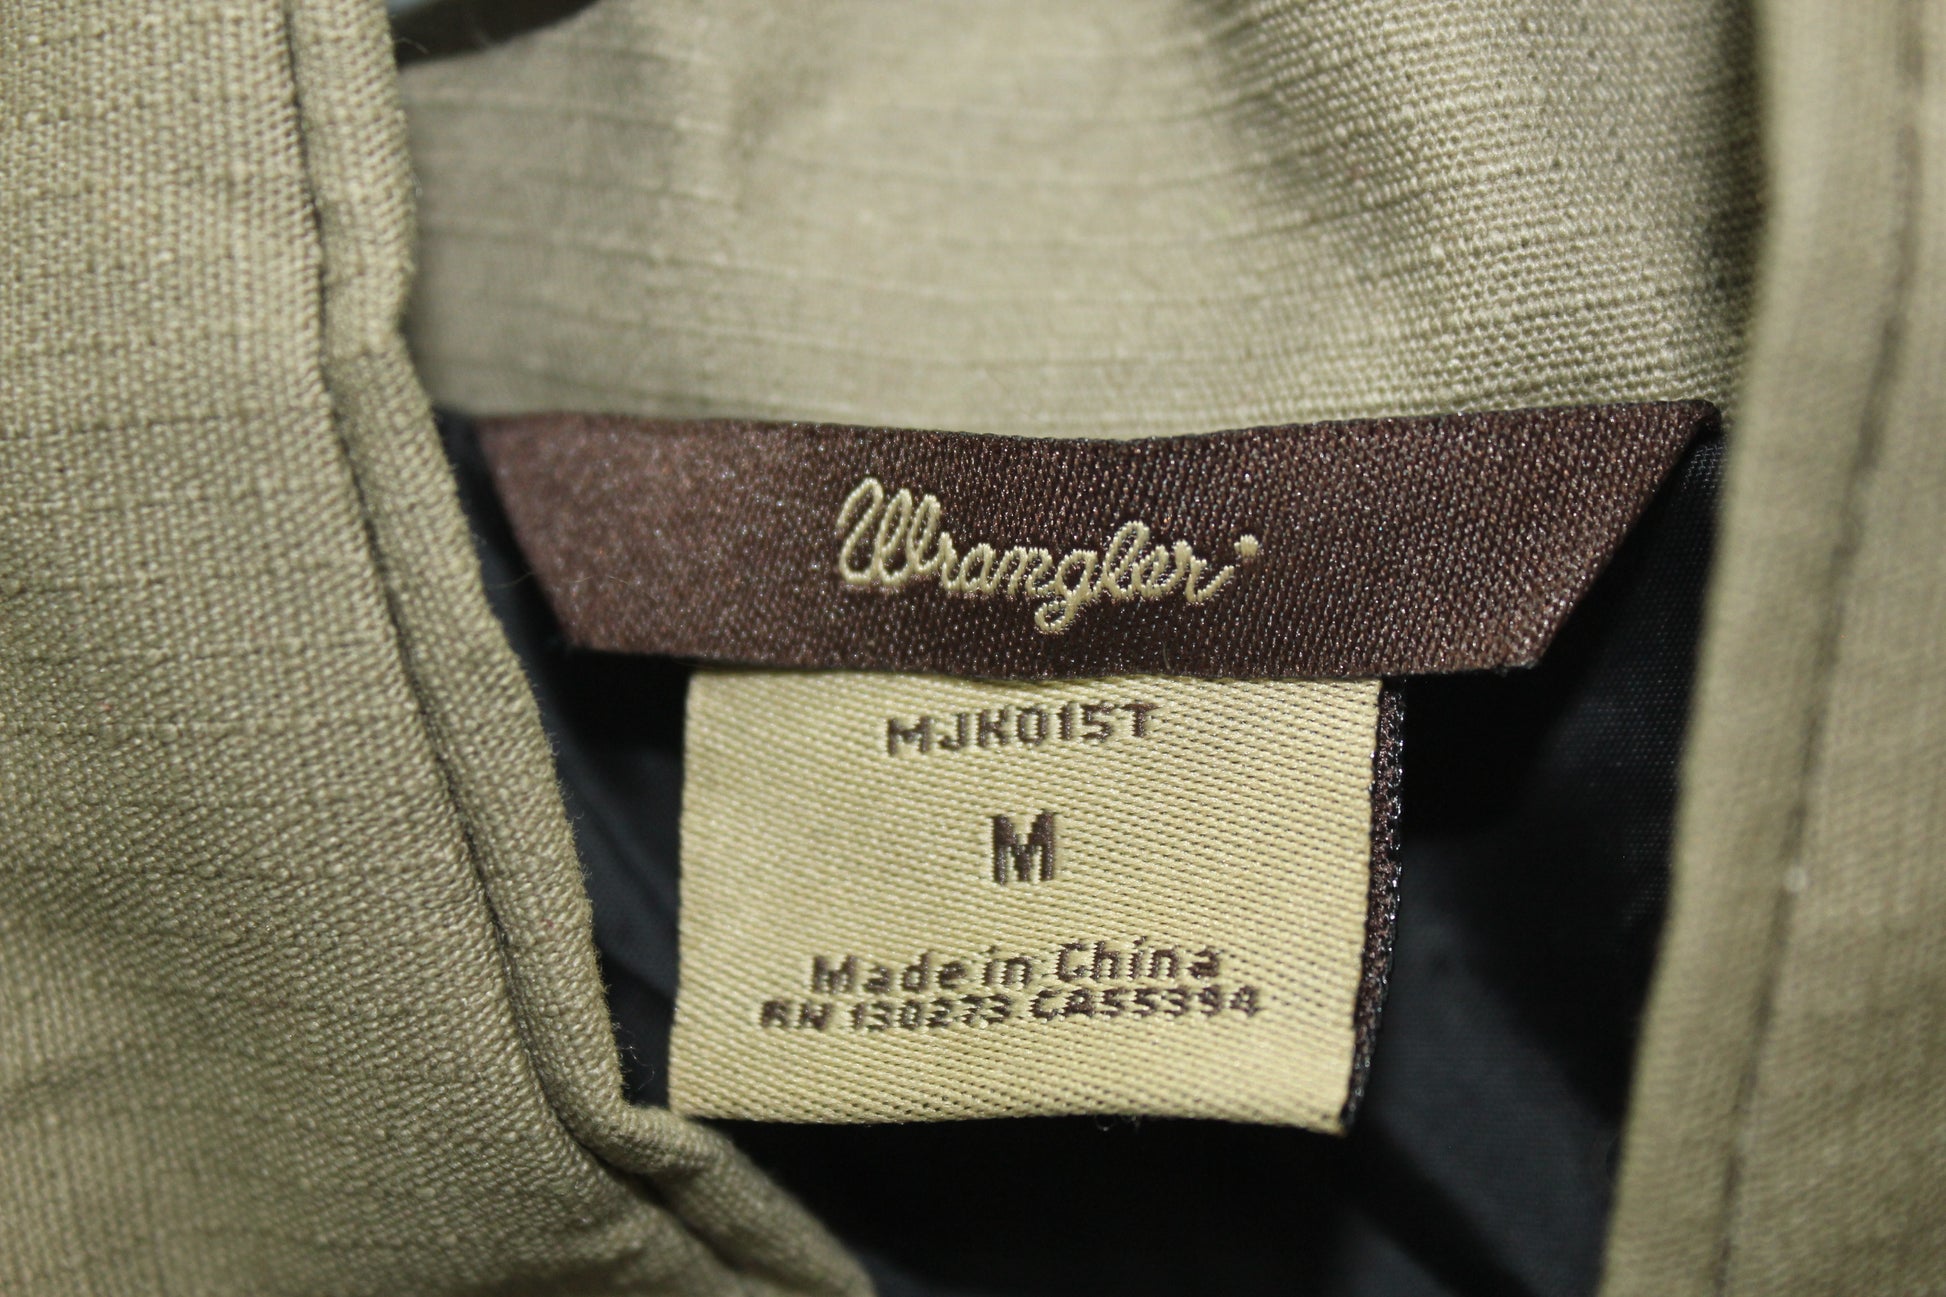 Wrangler
MJK015T
M
Made in China
RN 130273 CA55394